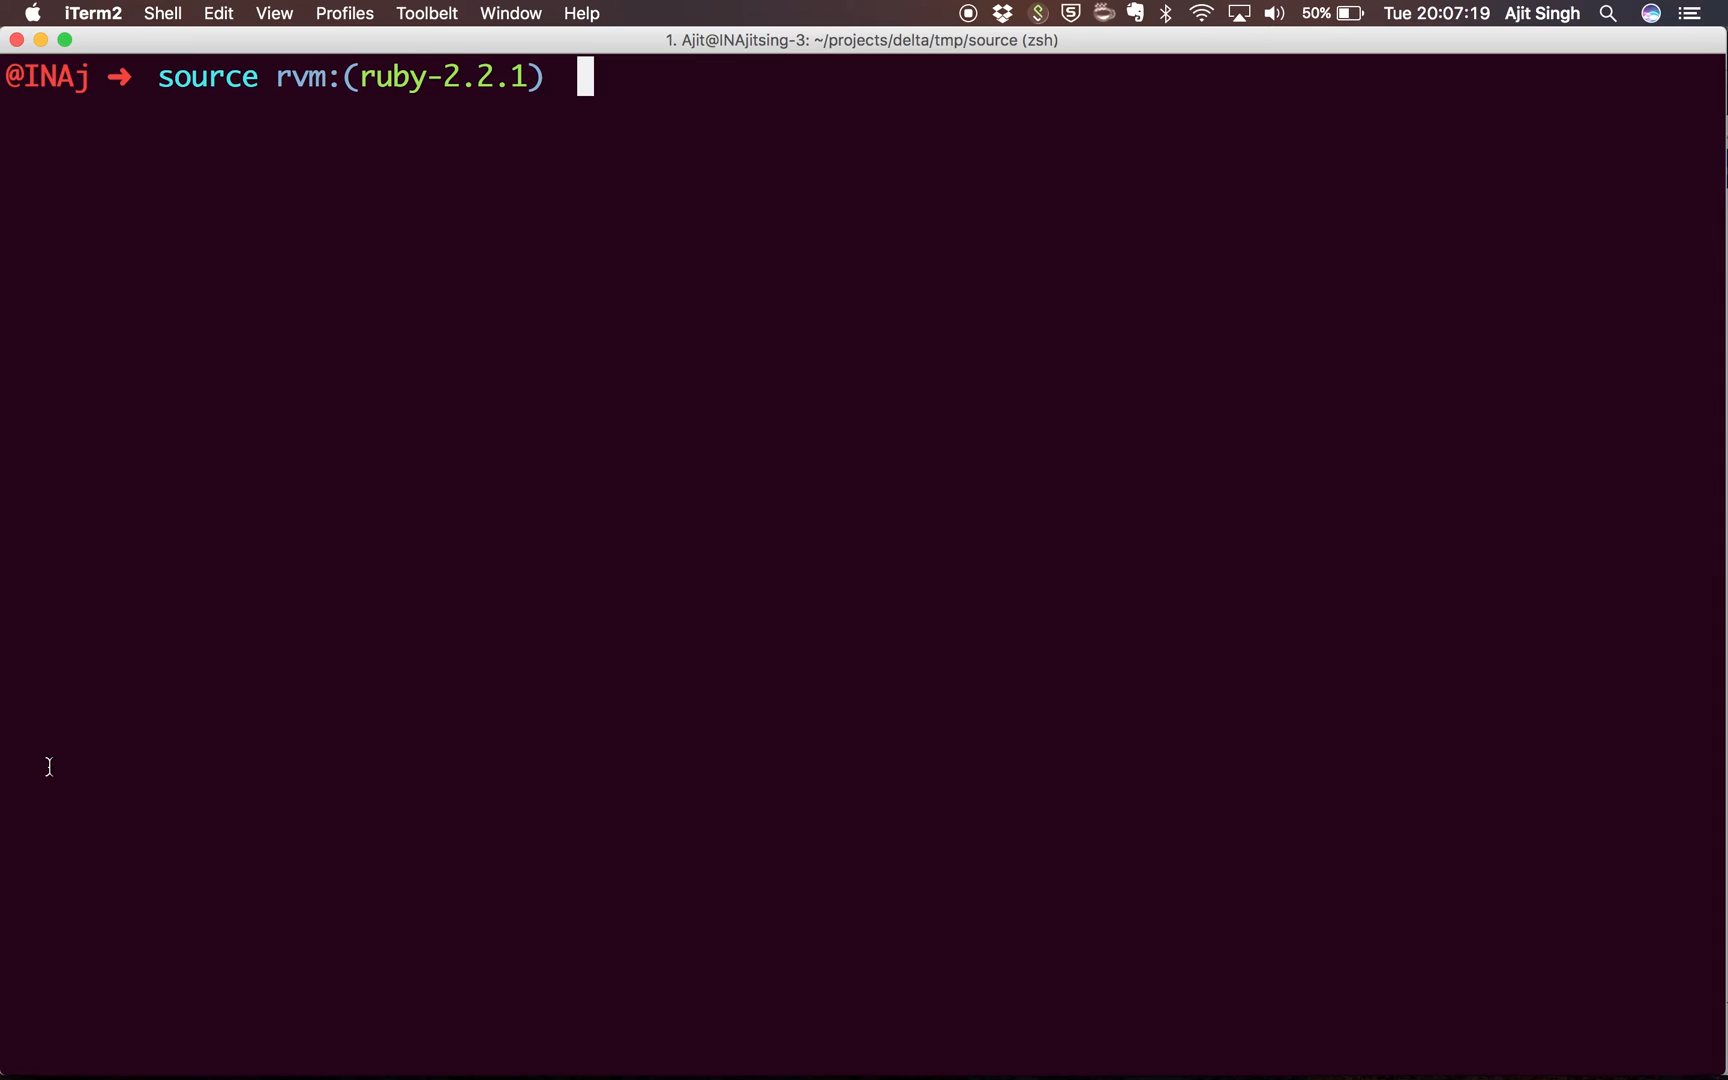 iTerm2 Shell Edit View Profiles Toolbelt Window Help 50% Tue 20:07:19 Ajit Singh
1. Ajit@INAjitsing-3: ~/projects/delta/tmp/source (zsh)
@INAj ➜ source rvm:(ruby-2.2.1)